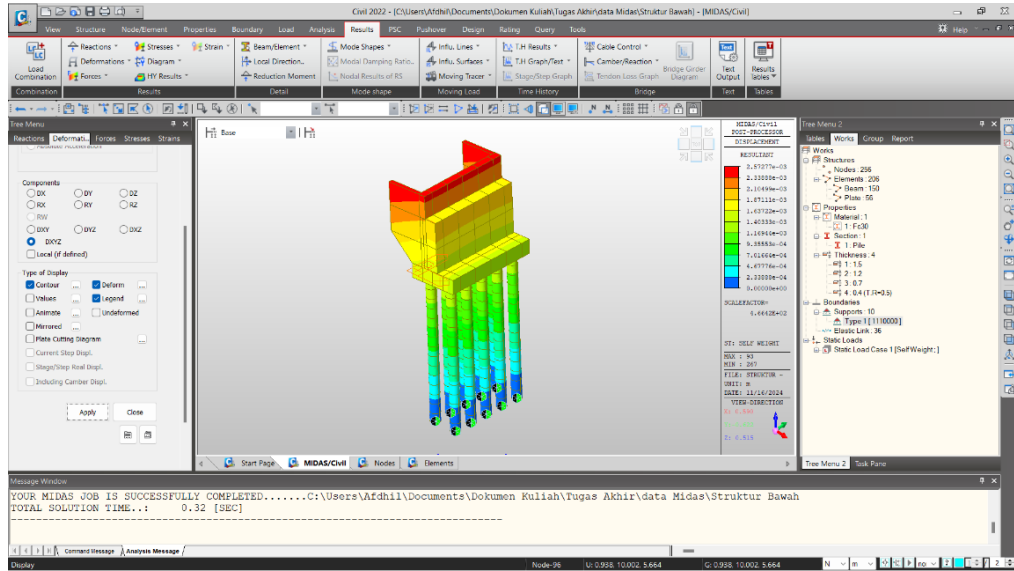 Civil 2022 - [C:\Users\Afdhil\Documents\Dokumen Kuliah\Tugas Akhir\data Midas\Struktur Bawah] - [MIDAS/Civil]
View Structure Node/Element Properties Boundary Load Analysis Results PSC Pushover Design Rating Query Tools Help
Load Combination
Reactions Stresses Strain
Deformations Diagram
Forces HY Results
Beam/Element
Local Direction..
Reduction Moment
Mode Shapes
Modal Damping Ratio..
Nodal Results of RS
Influ. Lines
Influ. Surfaces
Moving Tracer
T.H Results
T.H Graph/Text
Stage/Step Graph
Cable Control
Camber/Reaction
Tendon Loss Graph
Bridge Girder Diagram
Text Output
Results Tables
Combination Results Detail Mode shape Moving Load Time History Bridge Text Tables
Base
Tree Menu
Reactions Deformati... Forces Stresses Strains
Components
DX DY DZ
RX RY RZ
RW
DXY DYZ DXZ
DXYZ
Local (if defined)
Type of Display
Contour ... Deform ...
Values ... Legend ...
Animate ... Undeformed
Mirrored ...
Plate Cutting Diagram ...
Current Step Displ.
Stage/Step Real Displ.
Including Camber Displ.
Apply Close
MIDAS/Civil
POST-PROCESSOR
DISPLACEMENT
RESULTANT
2.57277e-03
2.33888e-03
2.10499e-03
1.87111e-03
1.63722e-03
1.40333e-03
1.16944e-03
9.35553e-04
7.01664e-04
4.67776e-04
2.33888e-04
0.00000e+00
SCALEFACTOR=
ST: SELF WEIGHT
MAX : 93
MIN : 267
FILE: STRUKTUR ~
UNIT: m
DATE: 11/16/2024
VIEW-DIRECTION
Z: 0.515
Tree Menu 2
Tables Works Group Report
Works
Structures
Nodes : 256
Elements : 206
Beam : 150
Plate : 56
Properties
Material : 1
1 : Fc30
Section : 1
1 : Pile
Thickness : 4
1 : 1.5
2 : 1.2
3 : 0.7
4 : 0.4 (T.R=0.5)
Boundaries
Supports : 10
Type 1 [ 1110000 ]
Elastic Link : 36
Static Loads
Static Load Case 1 [Self Weight ; ]
Start Page MIDAS/Civil Nodes Elements
Tree Menu 2 Task Pane
Message Window
YOUR MIDAS JOB IS SUCCESSFULLY COMPLETED.......C:\Users\Afdhil\Documents\Dokumen Kuliah\Tugas Akhir\data Midas\Struktur Bawah
TOTAL SOLUTION TIME..: 0.32 [SEC]
Command Message Analysis Message
Display Node-96 U: 0.938, 10.002, 5.664 G: 0.938, 10.002, 5.664 N m no 2